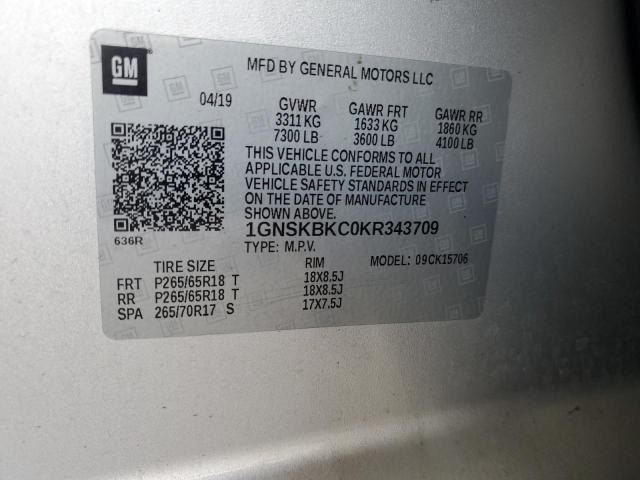 GM
MFD BY GENERAL MOTORS LLC
04/19
GVWR GAWR FRT GAWR RR
3311 KG 1633 KG 1860 KG
7300 LB 3600 LB 4100 LB
THIS VEHICLE CONFORMS TO ALL
APPLICABLE U.S. FEDERAL MOTOR
VEHICLE SAFETY STANDARDS IN EFFECT
ON THE DATE OF MANUFACTURE
SHOWN ABOVE.
1GNSKBKC0KR343709
636R
TYPE: M.P.V. MODEL: 09CK15706
TIRE SIZE RIM
FRT P265/65R18 T 18X8.5J
RR P265/65R18 T 18X8.5J
SPA 265/70R17 S 17X7.5J